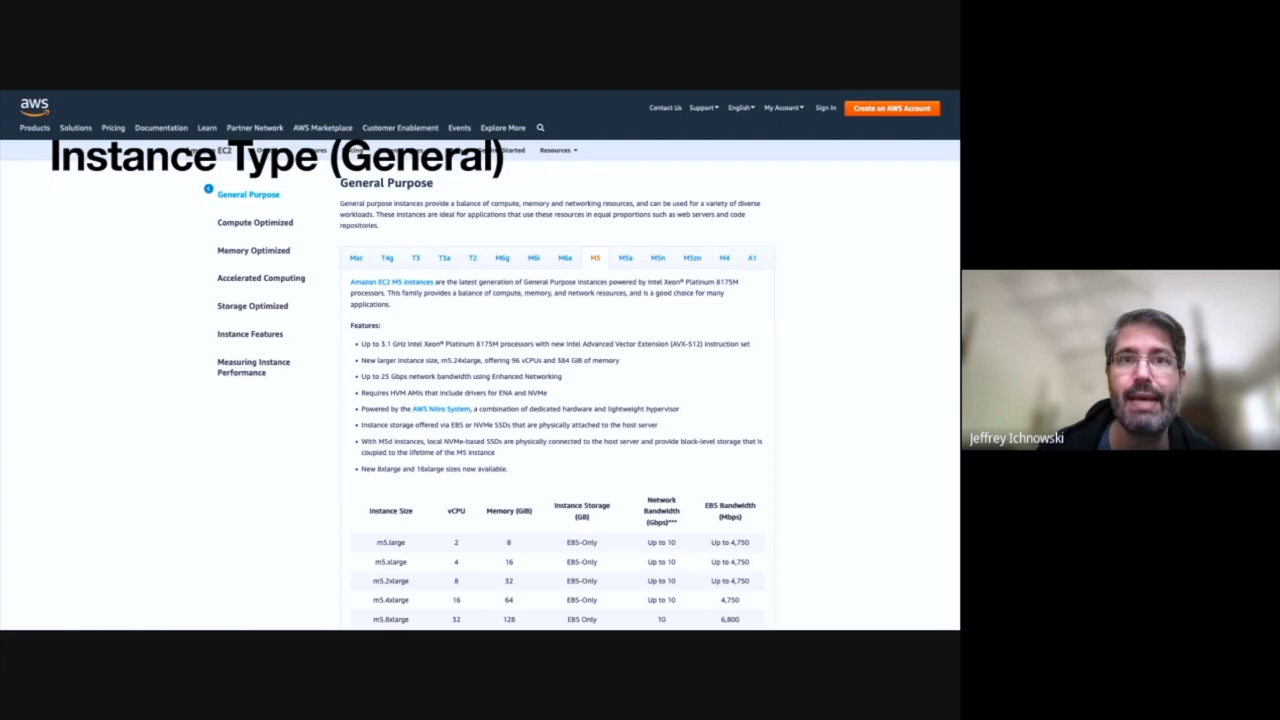 aws
Contact Us Support English My Account Sign In Create an AWS Account
Products Solutions Pricing Documentation Learn Partner Network AWS Marketplace Customer Enablement Events Explore More
Instance Type (General)
EC2 Started Resources
General Purpose
Compute Optimized
Memory Optimized
Accelerated Computing
Storage Optimized
Instance Features
Measuring Instance
Performance
General Purpose
General purpose instances provide a balance of compute, memory and networking resources, and can be used for a variety of diverse
workloads. These instances are ideal for applications that use these resources in equal proportions such as web servers and code
repositories.
Mac T4g T3 T3a T2 M6g M6i M6a M5 M5a M5n M5zn M4 A1
Amazon EC2 M5 instances are the latest generation of General Purpose Instances powered by Intel Xeon® Platinum 8175M
processors. This family provides a balance of compute, memory, and network resources, and is a good choice for many
applications.
Features:
• Up to 3.1 GHz Intel Xeon® Platinum 8175M processors with new Intel Advanced Vector Extension (AVX-512) instruction set
• New larger instance size, m5.24xlarge, offering 96 vCPUs and 384 GiB of memory
• Up to 25 Gbps network bandwidth using Enhanced Networking
• Requires HVM AMIs that include drivers for ENA and NVMe
• Powered by the AWS Nitro System, a combination of dedicated hardware and lightweight hypervisor
• Instance storage offered via EBS or NVMe SSDs that are physically attached to the host server
• With M5d instances, local NVMe-based SSDs are physically connected to the host server and provide block-level storage that is
coupled to the lifetime of the M5 instance
• New 8xlarge and 16xlarge sizes now available.
Instance Size vCPU Memory (GiB) Instance Storage (GB) Network Bandwidth (Gbps)*** EBS Bandwidth (Mbps)
m5.large 2 8 EBS-Only Up to 10 Up to 4,750
m5.xlarge 4 16 EBS-Only Up to 10 Up to 4,750
m5.2xlarge 8 32 EBS-Only Up to 10 Up to 4,750
m5.4xlarge 16 64 EBS-Only Up to 10 4,750
m5.8xlarge 32 128 EBS Only 10 6,800
Jeffrey Ichnowski